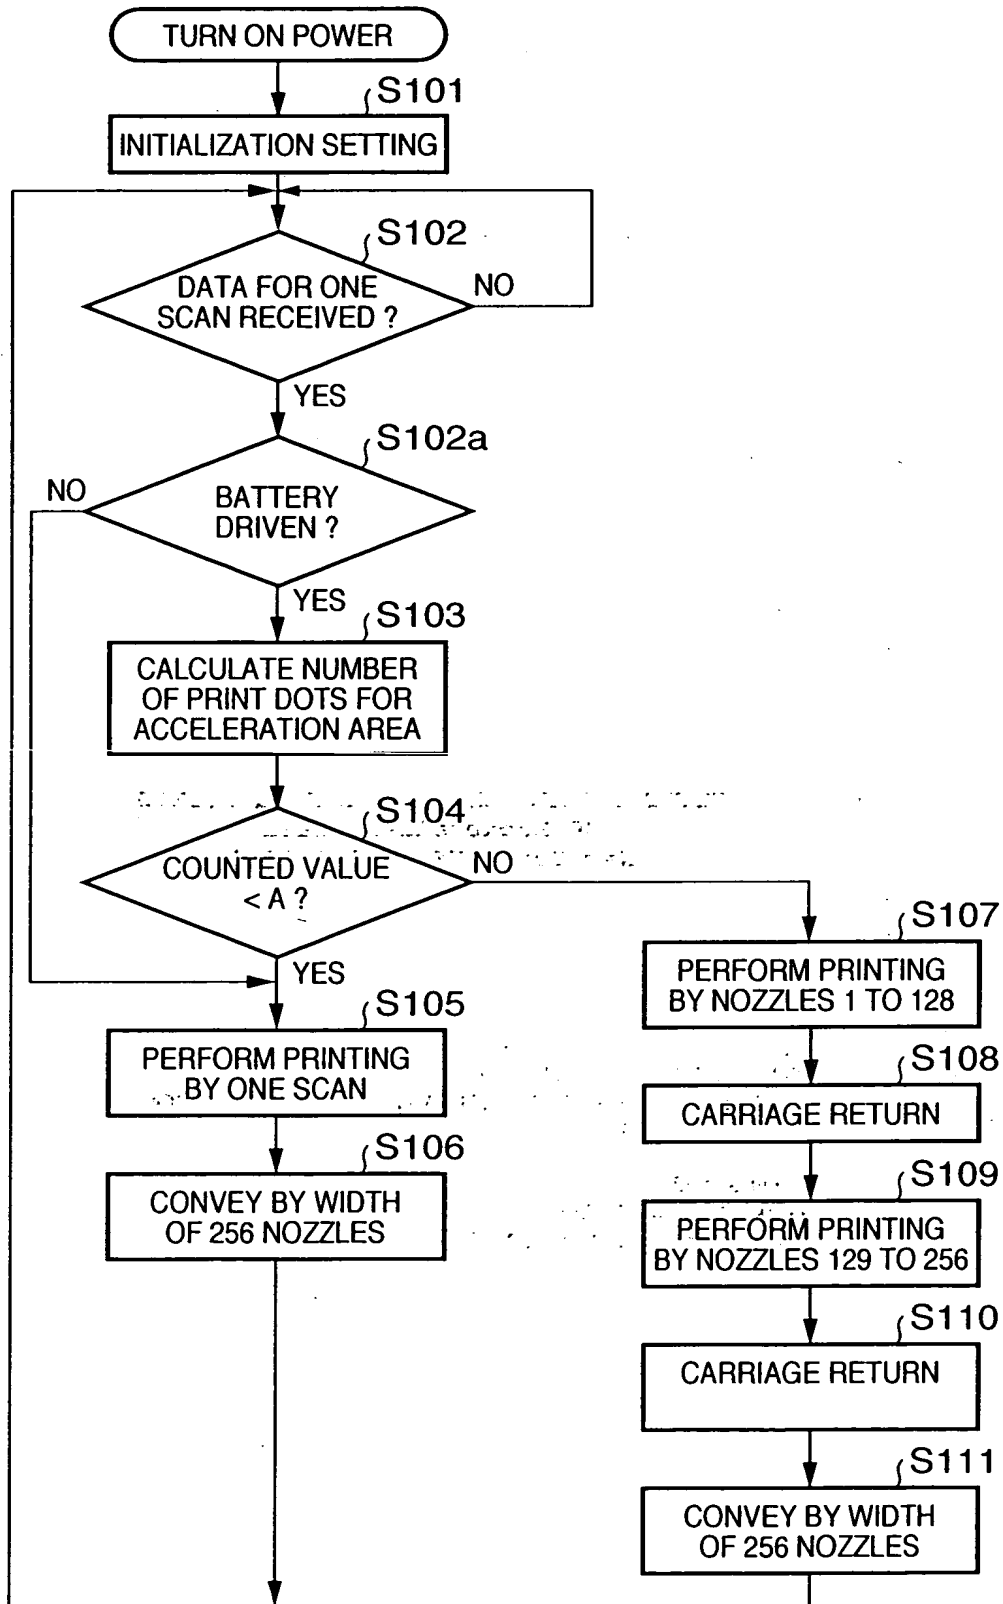 TURN ON POWER
S101
INITIALIZATION SETTING
S102
DATA FOR ONE
SCAN RECEIVED ?
NO
YES
S102a
NO
BATTERY
DRIVEN ?
YES
S103
CALCULATE NUMBER
OF PRINT DOTS FOR
ACCELERATION AREA
S104
COUNTED VALUE
< A ?
NO
YES
S105
PERFORM PRINTING
BY ONE SCAN
S106
CONVEY BY WIDTH
OF 256 NOZZLES
S107
PERFORM PRINTING
BY NOZZLES 1 TO 128
S108
CARRIAGE RETURN
S109
PERFORM PRINTING
BY NOZZLES 129 TO 256
S110
CARRIAGE RETURN
S111
CONVEY BY WIDTH
OF 256 NOZZLES